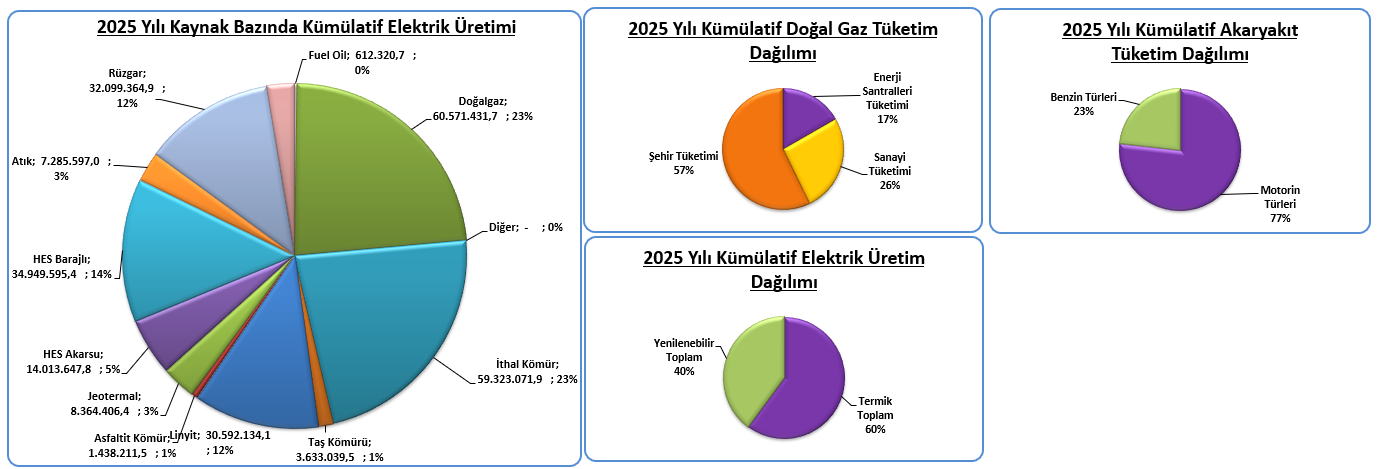 2025 Yılı Kaynak Bazında Kümülatif Elektrik Üretimi
Fuel Oil; 612.320,7 ;
0%
Doğalgaz;
60.571.431,7 ; 23%
Diğer; - ; 0%
İthal Kömür;
59.323.071,9 ; 23%
Taş Kömürü;
3.633.039,5 ; 1%
Linyit; 30.592.134,1
; 12%
Asfaltit Kömür;
1.438.211,5 ; 1%
Jeotermal;
8.364.406,4 ; 3%
HES Akarsu;
14.013.647,8 ; 5%
HES Barajlı;
34.949.595,4 ; 14%
Atık; 7.285.597,0 ;
3%
Rüzgar;
32.099.364,9 ;
12%
2025 Yılı Kümülatif Doğal Gaz Tüketim
Dağılımı
Enerji
Santralleri
Tüketimi
17%
Sanayi
Tüketimi
26%
Şehir Tüketimi
57%
2025 Yılı Kümülatif Akaryakıt
Tüketim Dağılımı
Benzin Türleri
23%
Motorin
Türleri
77%
2025 Yılı Kümülatif Elektrik Üretim
Dağılımı
Yenilenebilir
Toplam
40%
Termik
Toplam
60%